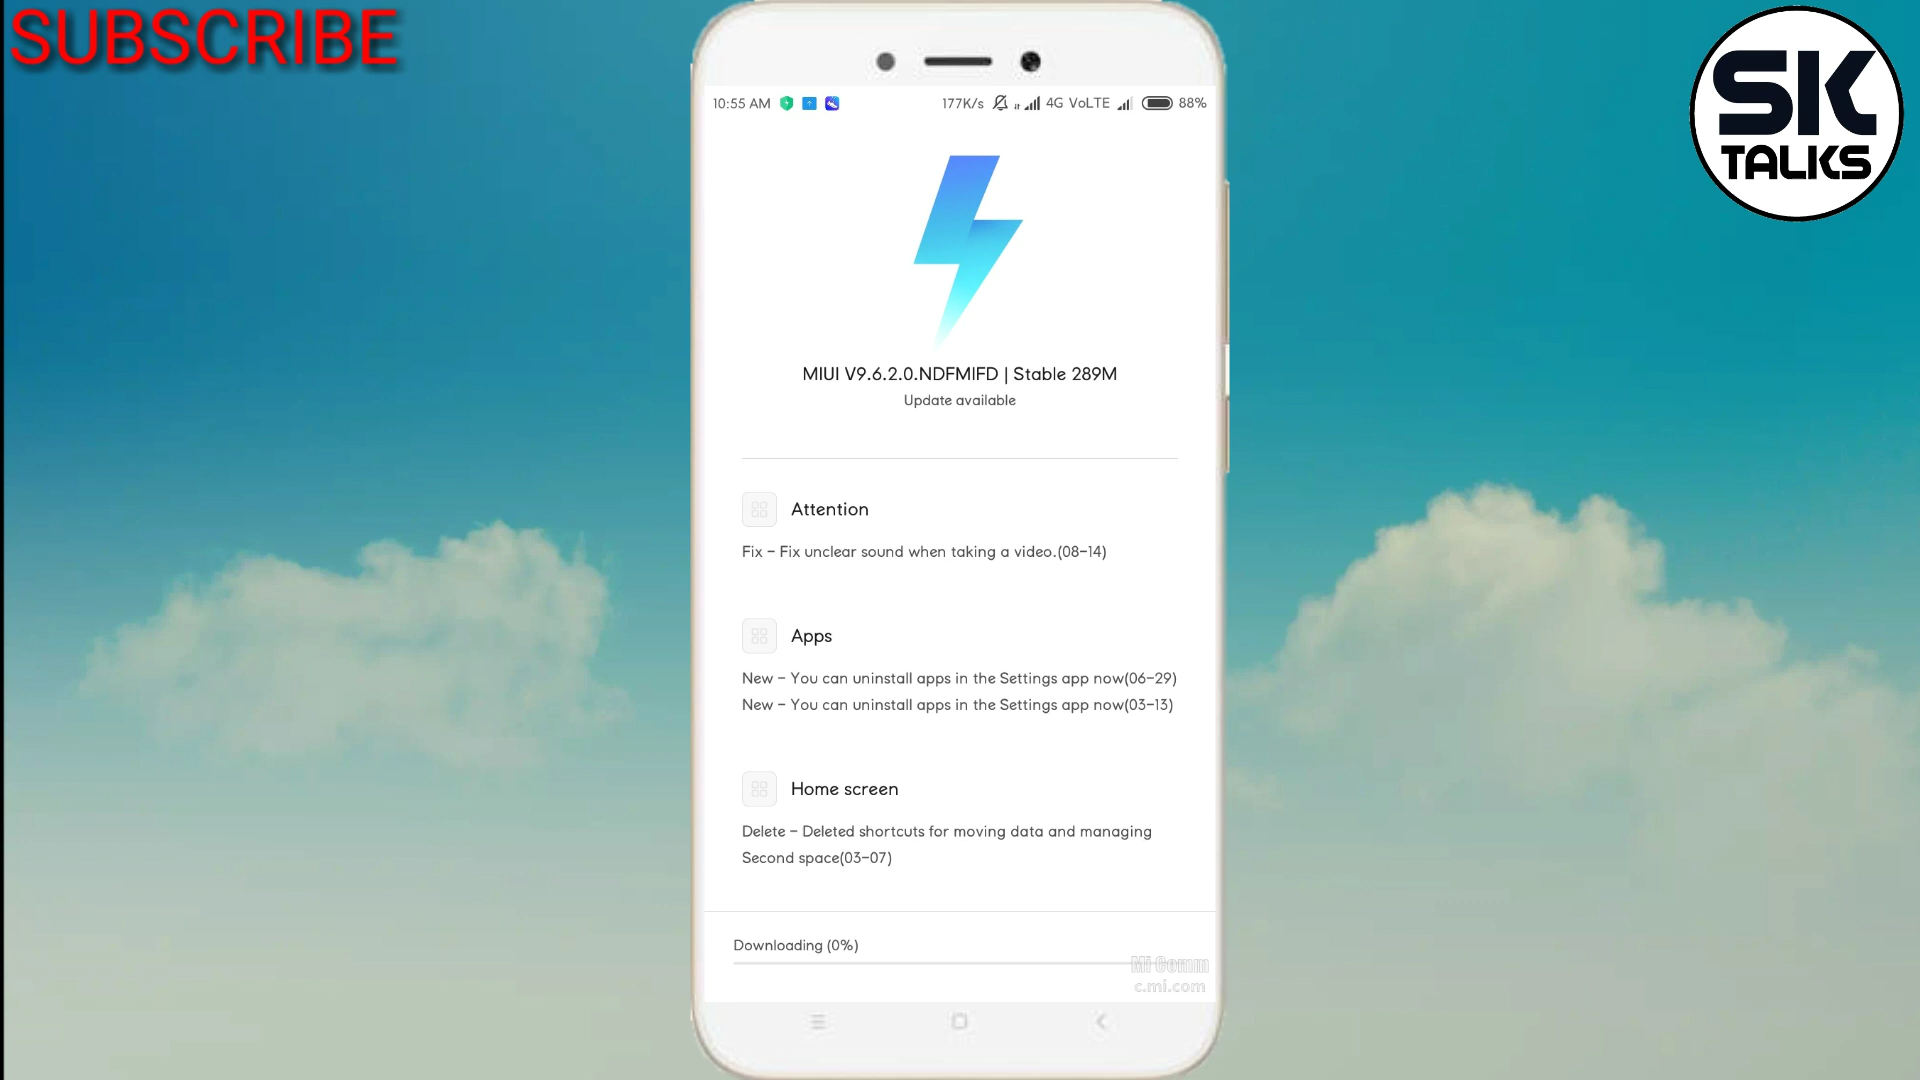 SUBSCRIBE
SK
TALKS
10:55 AM
177K/s
4G VoLTE
88%
MIUI V9.6.2.0.NDFMIFD | Stable 289M
Update available
Attention
Fix - Fix unclear sound when taking a video.(08-14)
Apps
New - You can uninstall apps in the Settings app now(06-29)
New - You can uninstall apps in the Settings app now(03-13)
Home screen
Delete - Deleted shortcuts for moving data and managing
Second space(03-07)
Downloading (0%)
Mi Comm
c.mi.com